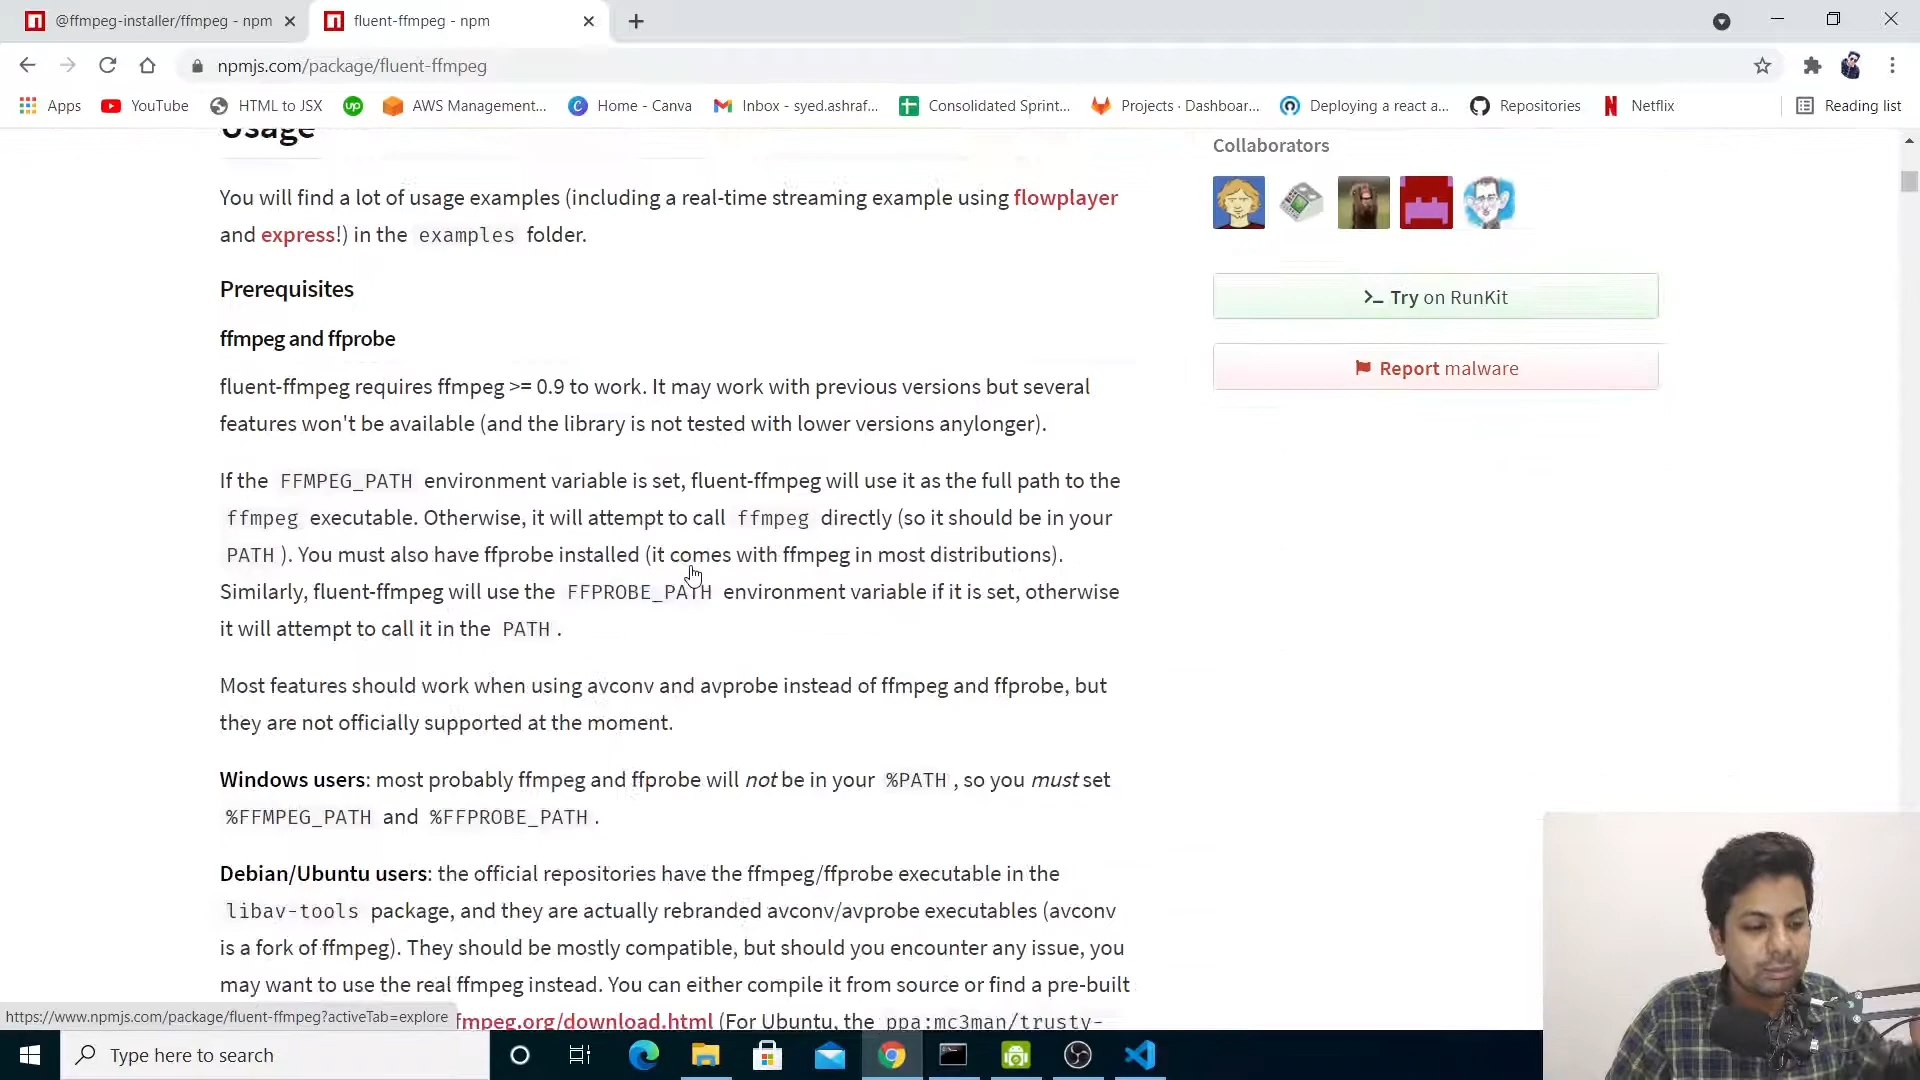 @ffmpeg-installer/ffmpeg - npm
fluent-ffmpeg - npm
npmjs.com/package/fluent-ffmpeg
Apps
YouTube
HTML to JSX
up
AWS Management...
Home - Canva
Inbox - syed.ashraf...
Consolidated Sprint...
Projects · Dashboar...
Deploying a react a...
Repositories
Netflix
Reading list
Usage
You will find a lot of usage examples (including a real-time streaming example using flowplayer
and express!) in the examples folder.
Prerequisites
ffmpeg and ffprobe
fluent-ffmpeg requires ffmpeg >= 0.9 to work. It may work with previous versions but several
features won't be available (and the library is not tested with lower versions anylonger).
If the FFMPEG_PATH environment variable is set, fluent-ffmpeg will use it as the full path to the
ffmpeg executable. Otherwise, it will attempt to call ffmpeg directly (so it should be in your
PATH ). You must also have ffprobe installed (it comes with ffmpeg in most distributions).
Similarly, fluent-ffmpeg will use the FFPROBE_PATH environment variable if it is set, otherwise
it will attempt to call it in the PATH .
Most features should work when using avconv and avprobe instead of ffmpeg and ffprobe, but
they are not officially supported at the moment.
Windows users: most probably ffmpeg and ffprobe will not be in your %PATH , so you must set
%FFMPEG_PATH and %FFPROBE_PATH .
Debian/Ubuntu users: the official repositories have the ffmpeg/ffprobe executable in the
libav-tools package, and they are actually rebranded avconv/avprobe executables (avconv
is a fork of ffmpeg). They should be mostly compatible, but should you encounter any issue, you
may want to use the real ffmpeg instead. You can either compile it from source or find a pre-built
fmpeg.org/download.html (For Ubuntu, the ppa:mc3man/trusty-
Collaborators
Try on RunKit
Report malware
https://www.npmjs.com/package/fluent-ffmpeg?activeTab=explore
Type here to search